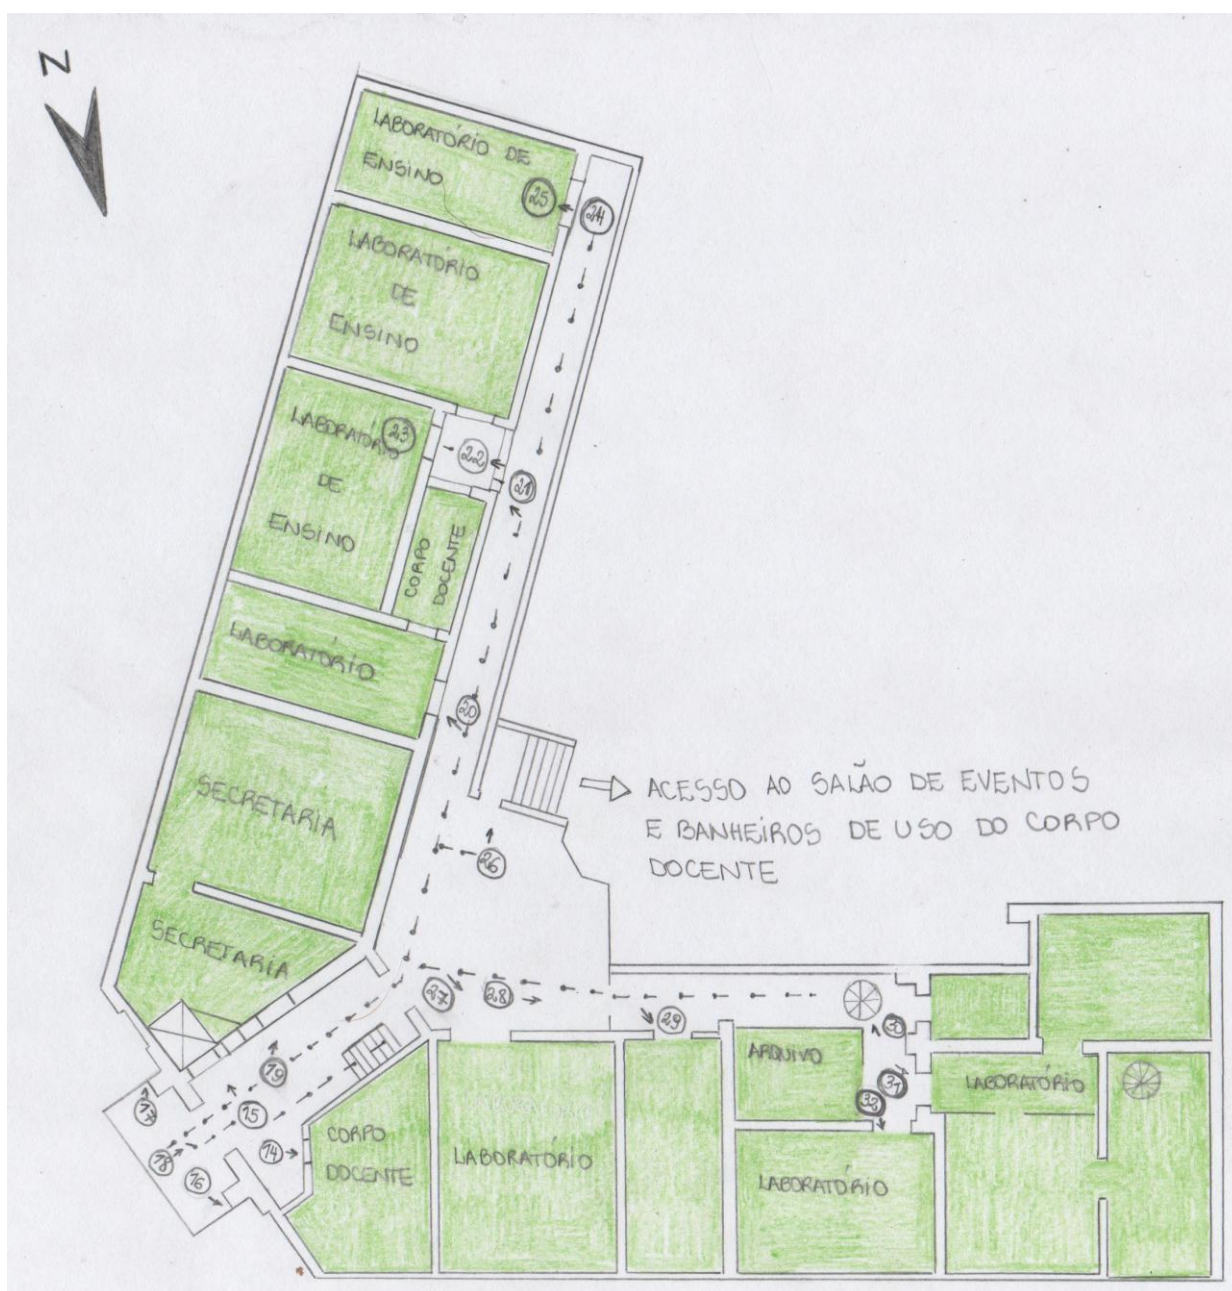 N
LABORATÓRIO DE
ENSINO
25
24
LABORATÓRIO
DE
ENSINO
LABORATÓRIO
23
DE
ENSINO
22
21
CORPO
DOCENTE
LABORATÓRIO
20
SECRETARIA
ACESSO AO SALÃO DE EVENTOS
E BANHEIROS DE USO DO CORPO
DOCENTE
26
SECRETARIA
27
28
29
30
ARQUIVO
31
32
LABORATÓRIO
19
17
15
14
18
16
CORPO
DOCENTE
LABORATÓRIO
LABORATÓRIO